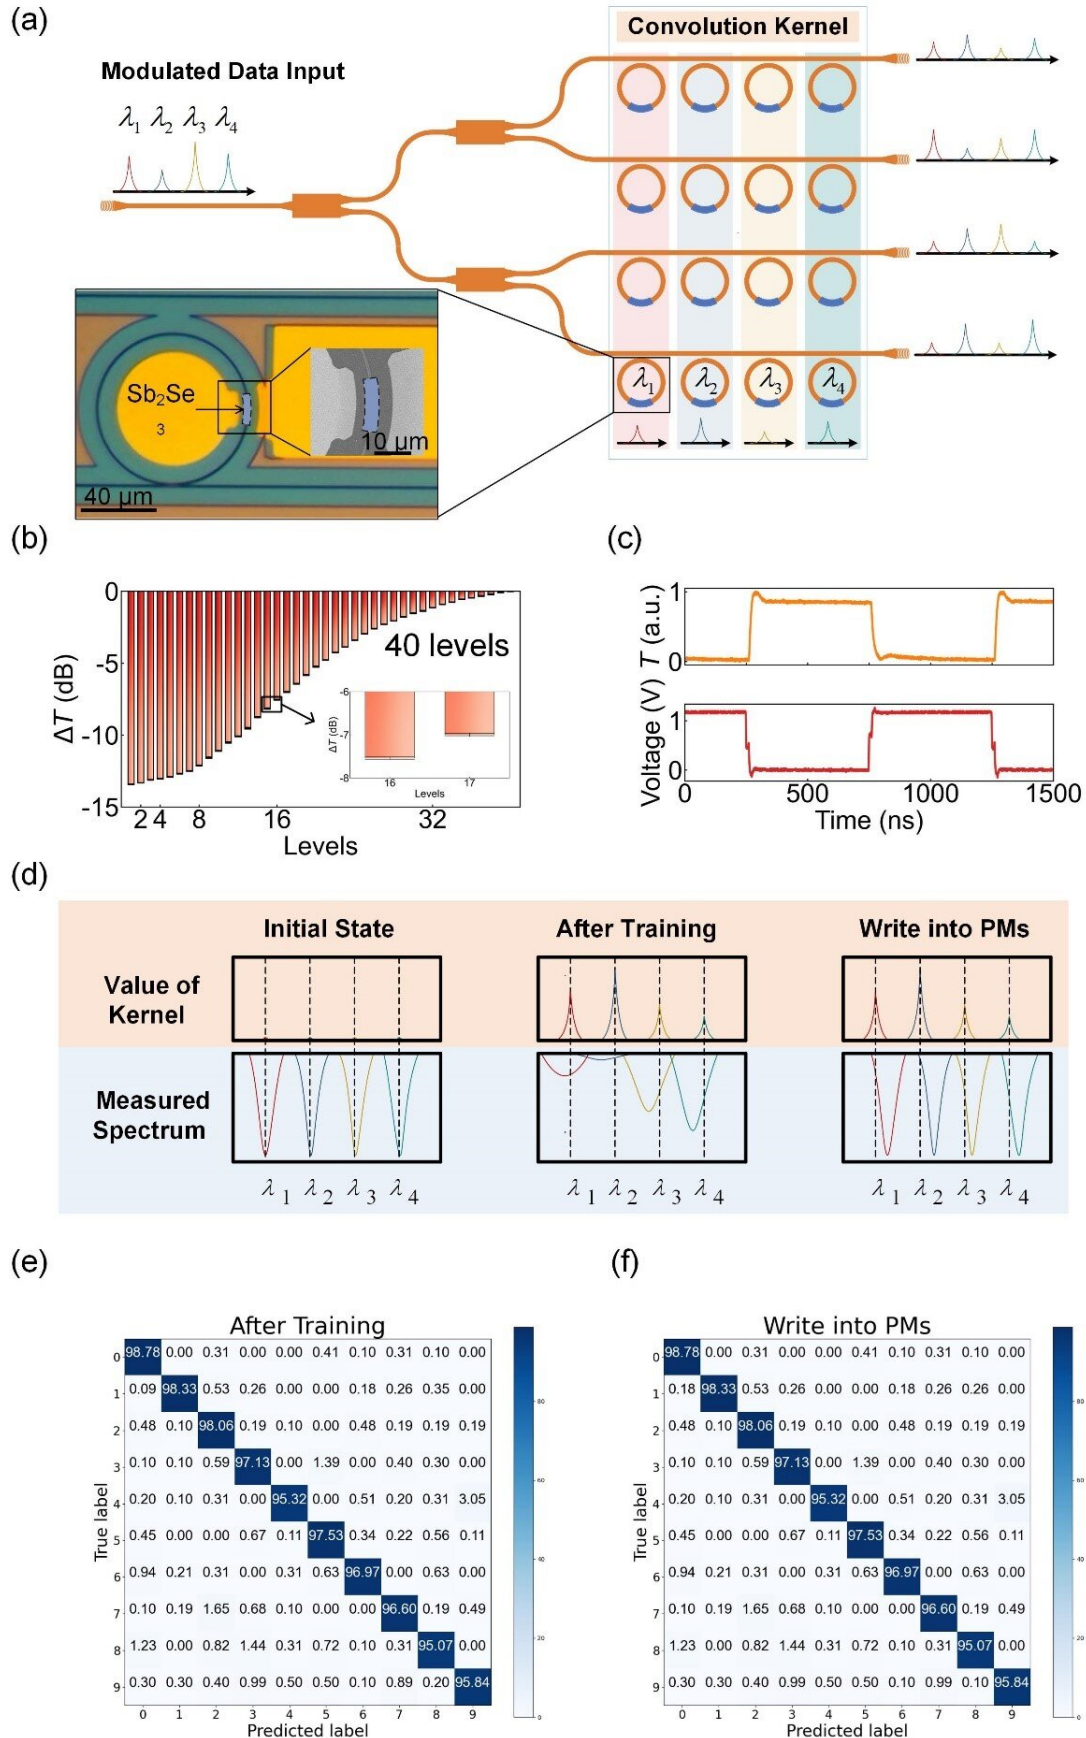 (a)
Convolution Kernel
Modulated Data Input
λ1 λ2 λ3 λ4
λ1 λ2 λ3 λ4
Sb2Se
3
10 μm
40 μm
(b)
0
-5
-10
-15
ΔT (dB)
40 levels
-6
-7
-8
ΔT (dB)
16 17
Levels
2 4 8 16 32
Levels
(c)
1
0
T (a.u.)
1
0
Voltage (V)
0 500 1000 1500
Time (ns)
(d)
Initial State After Training Write into PMs
Value of
Kernel
Measured
Spectrum
λ1 λ2 λ3 λ4 λ1 λ2 λ3 λ4 λ1 λ2 λ3 λ4
(e)
After Training
0 98.78 0.00 0.31 0.00 0.00 0.41 0.10 0.31 0.10 0.00
1 0.09 98.33 0.53 0.26 0.00 0.00 0.18 0.26 0.35 0.00
2 0.48 0.10 98.06 0.19 0.10 0.00 0.48 0.19 0.19 0.19
3 0.10 0.10 0.59 97.13 0.00 1.39 0.00 0.40 0.30 0.00
4 0.20 0.10 0.31 0.00 95.32 0.00 0.51 0.20 0.31 3.05
5 0.45 0.00 0.00 0.67 0.11 97.53 0.34 0.22 0.56 0.11
6 0.94 0.21 0.31 0.00 0.31 0.63 96.97 0.00 0.63 0.00
7 0.10 0.19 1.65 0.68 0.10 0.00 0.00 96.60 0.19 0.49
8 1.23 0.00 0.82 1.44 0.31 0.72 0.10 0.31 95.07 0.00
9 0.30 0.30 0.40 0.99 0.50 0.50 0.10 0.89 0.20 95.84
0 1 2 3 4 5 6 7 8 9
True label
Predicted label
80
60
40
20
0
(f)
Write into PMs
0 98.78 0.00 0.31 0.00 0.00 0.41 0.10 0.31 0.10 0.00
1 0.18 98.33 0.53 0.26 0.00 0.00 0.18 0.26 0.26 0.00
2 0.48 0.10 98.06 0.19 0.10 0.00 0.48 0.19 0.19 0.19
3 0.10 0.10 0.59 97.13 0.00 1.39 0.00 0.40 0.30 0.00
4 0.20 0.10 0.31 0.00 95.32 0.00 0.51 0.20 0.31 3.05
5 0.45 0.00 0.00 0.67 0.11 97.53 0.34 0.22 0.56 0.11
6 0.94 0.21 0.31 0.00 0.31 0.63 96.97 0.00 0.63 0.00
7 0.10 0.19 1.65 0.68 0.10 0.00 0.00 96.60 0.19 0.49
8 1.23 0.00 0.82 1.44 0.31 0.72 0.10 0.31 95.07 0.00
9 0.30 0.30 0.40 0.99 0.50 0.50 0.10 0.99 0.10 95.84
0 1 2 3 4 5 6 7 8 9
True label
Predicted label
80
60
40
20
0